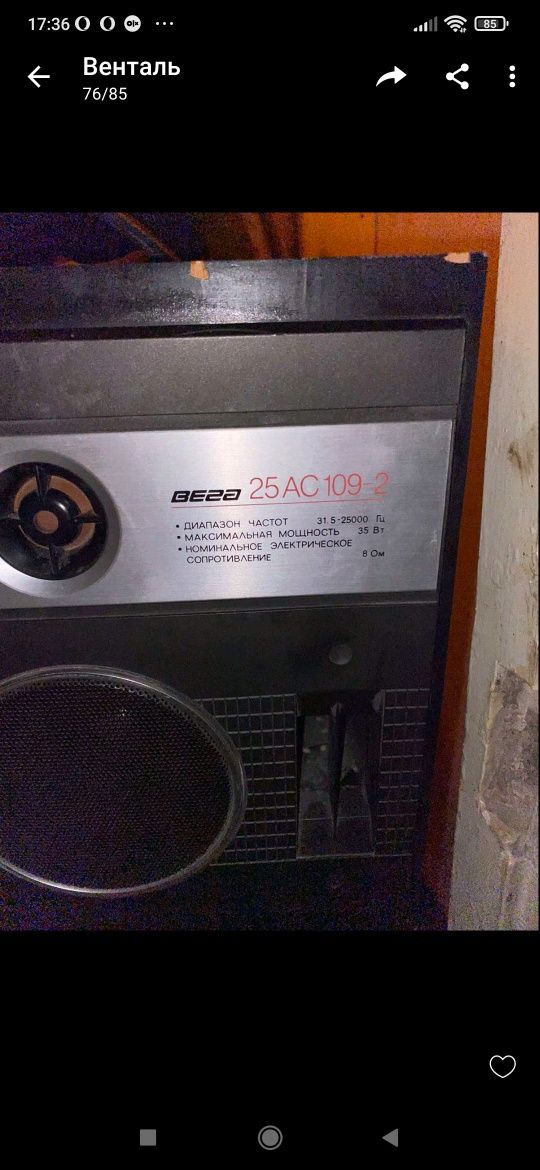 17:36
85
Венталь
76/85
ВЕГА 25АС109-2
• ДИАПАЗОН ЧАСТОТ 31.5-25000 Гц
• МАКСИМАЛЬНАЯ МОЩНОСТЬ 35 Вт
• НОМИНАЛЬНОЕ ЭЛЕКТРИЧЕСКОЕ
СОПРОТИВЛЕНИЕ 8 Ом